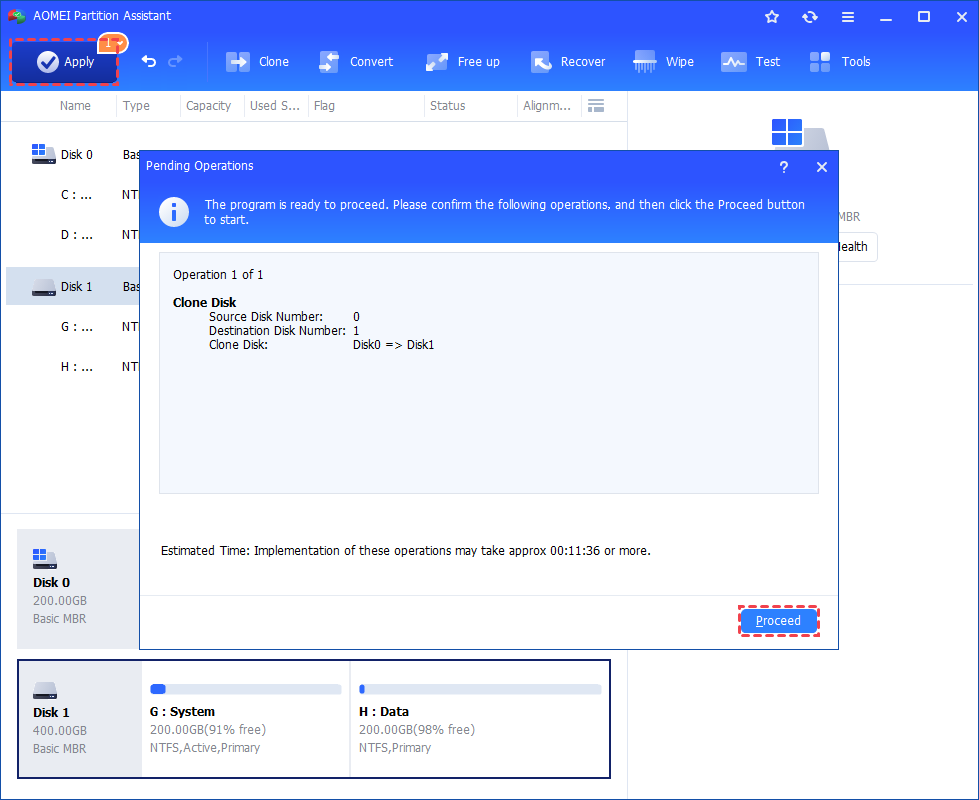 AOMEI Partition Assistant
1
Apply
Clone
Convert
Free up
Recover
Wipe
Test
Tools
Name
Type
Capacity
Used S...
Flag
Status
Alignm...
Disk 0
Bas
C : ...
NT
D : ...
NT
Disk 1
Bas
G : ...
NT
H : ...
NT
MBR
ealth
Pending Operations
?
The program is ready to proceed. Please confirm the following operations, and then click the Proceed button
to start.
Operation 1 of 1
Clone Disk
Source Disk Number: 0
Destination Disk Number: 1
Clone Disk: Disk0 => Disk1
Estimated Time: Implementation of these operations may take approx 00:11:36 or more.
Proceed
Disk 0
200.00GB
Basic MBR
Disk 1
400.00GB
Basic MBR
G : System
200.00GB(91% free)
NTFS,Active,Primary
H : Data
200.00GB(98% free)
NTFS,Primary